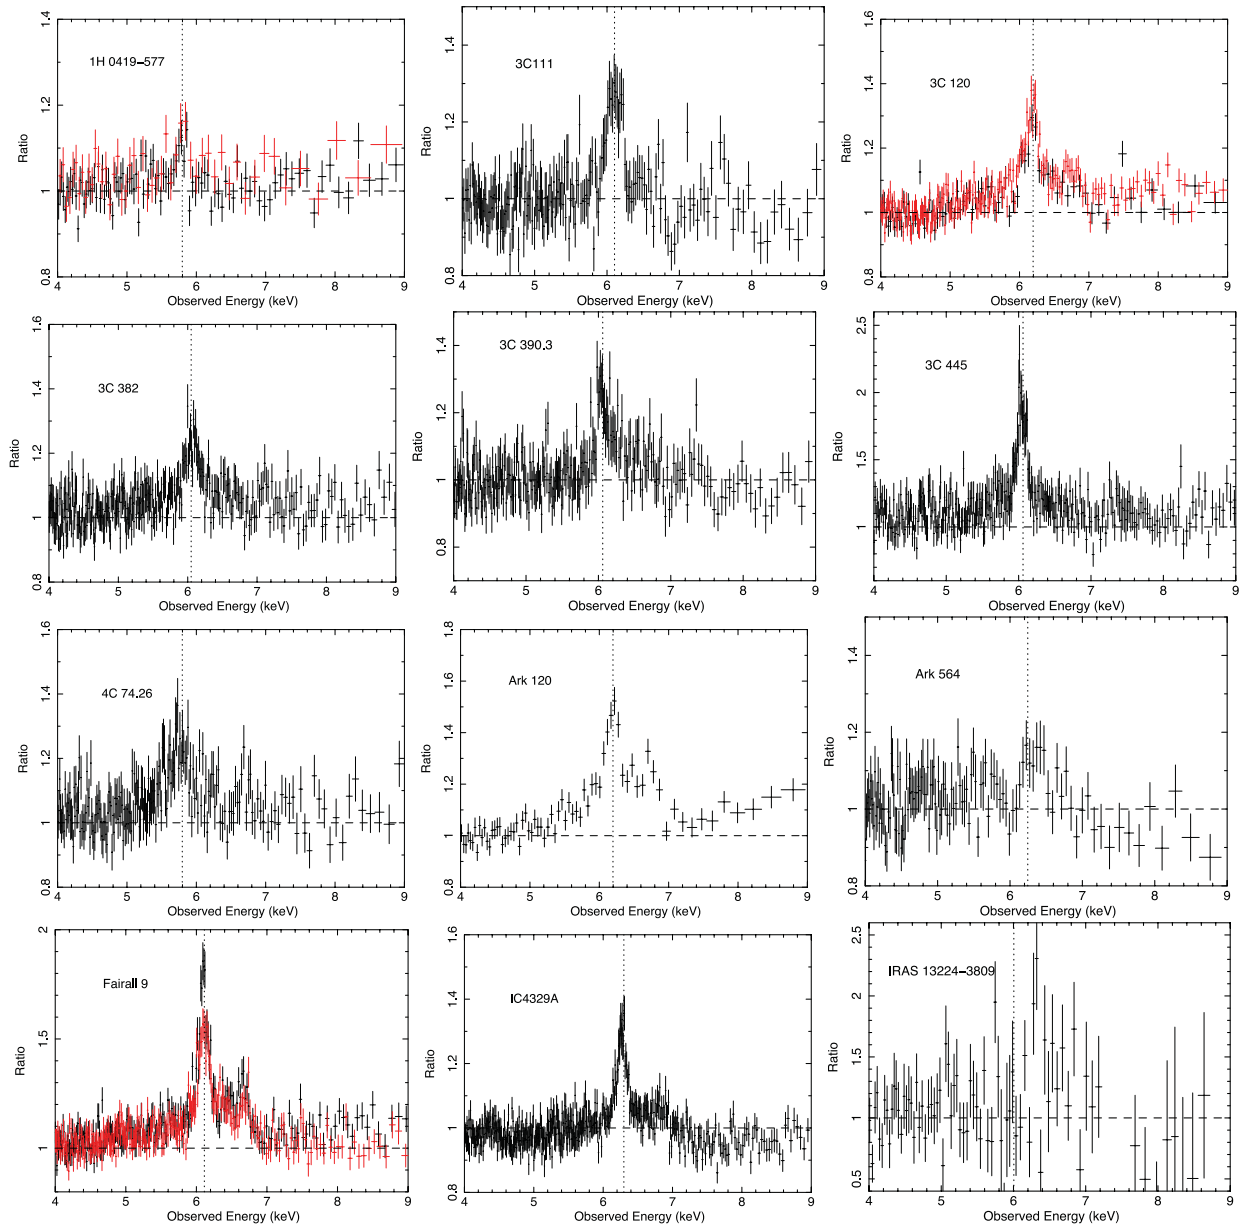 1H 0419−577
Ratio
0.8
1
1.2
1.4
4 5 6 7 8 9
Observed Energy (keV)
3C111
Ratio
0.8
1
1.2
1.4
4 5 6 7 8 9
Observed Energy (keV)
3C 120
Ratio
0.8
1
1.2
1.4
4 5 6 7 8 9
Observed Energy (keV)
3C 382
Ratio
0.8
1
1.2
1.4
1.6
4 5 6 7 8 9
Observed Energy (keV)
3C 390.3
Ratio
0.8
1
1.2
1.4
4 5 6 7 8 9
Observed Energy (keV)
3C 445
Ratio
1
1.5
2
2.5
4 5 6 7 8 9
Observed Energy (keV)
4C 74.26
Ratio
0.8
1
1.2
1.4
1.6
4 5 6 7 8 9
Observed Energy (keV)
Ark 120
Ratio
0.8
1
1.2
1.4
1.6
1.8
4 5 6 7 8 9
Observed Energy (keV)
Ark 564
Ratio
0.8
1
1.2
1.4
4 5 6 7 8 9
Observed Energy (keV)
Fairall 9
Ratio
1
1.5
2
4 5 6 7 8 9
Observed Energy (keV)
IC4329A
Ratio
0.8
1
1.2
1.4
1.6
4 5 6 7 8 9
Observed Energy (keV)
IRAS 13224−3809
Ratio
0.5
1
1.5
2
2.5
4 5 6 7 8 9
Observed Energy (keV)